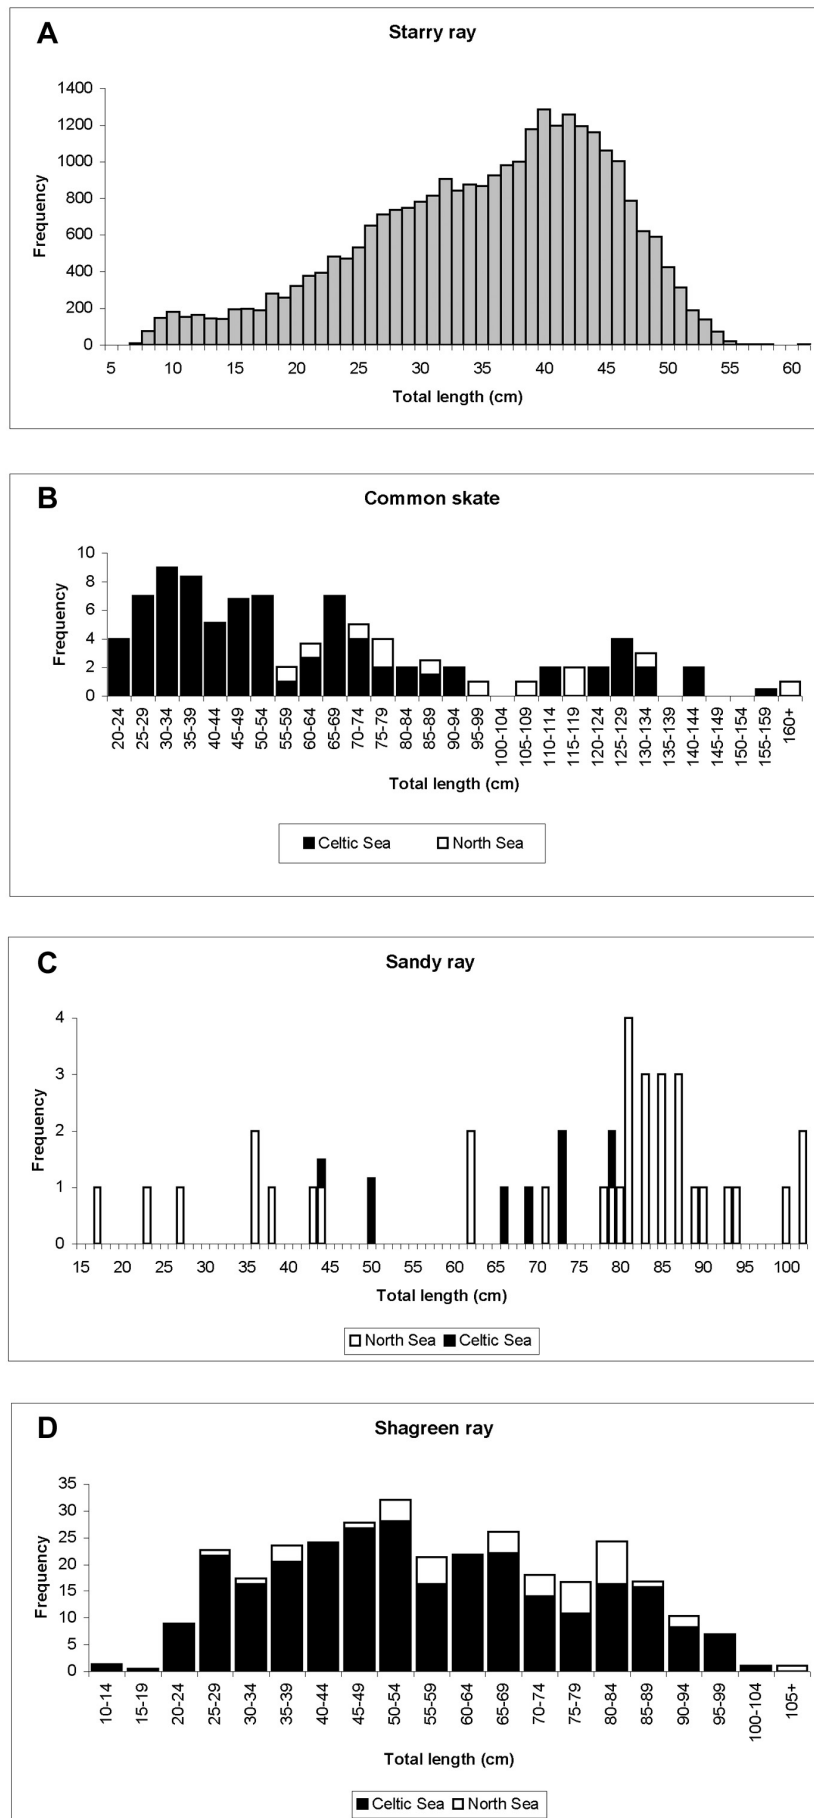 A
Starry ray
1400
1200
1000
800
600
400
200
0
Frequency
5 10 15 20 25 30 35 40 45 50 55 60
Total length (cm)
B
Common skate
10
8
6
4
2
0
Frequency
20-24 25-29 30-34 35-39 40-44 45-49 50-54 55-59 60-64 65-69 70-74 75-79 80-84 85-89 90-94 95-99 100-104 105-109 110-114 115-119 120-124 125-129 130-134 135-139 140-144 145-149 150-154 155-159 160+
Total length (cm)
Celtic Sea North Sea
C
Sandy ray
4
3
2
1
0
Frequency
15 20 25 30 35 40 45 50 55 60 65 70 75 80 85 90 95 100
Total length (cm)
North Sea Celtic Sea
D
Shagreen ray
35
30
25
20
15
10
5
0
Frequency
10-14 15-19 20-24 25-29 30-34 35-39 40-44 45-49 50-54 55-59 60-64 65-69 70-74 75-79 80-84 85-89 90-94 95-99 100-104 105+
Total length (cm)
Celtic Sea North Sea